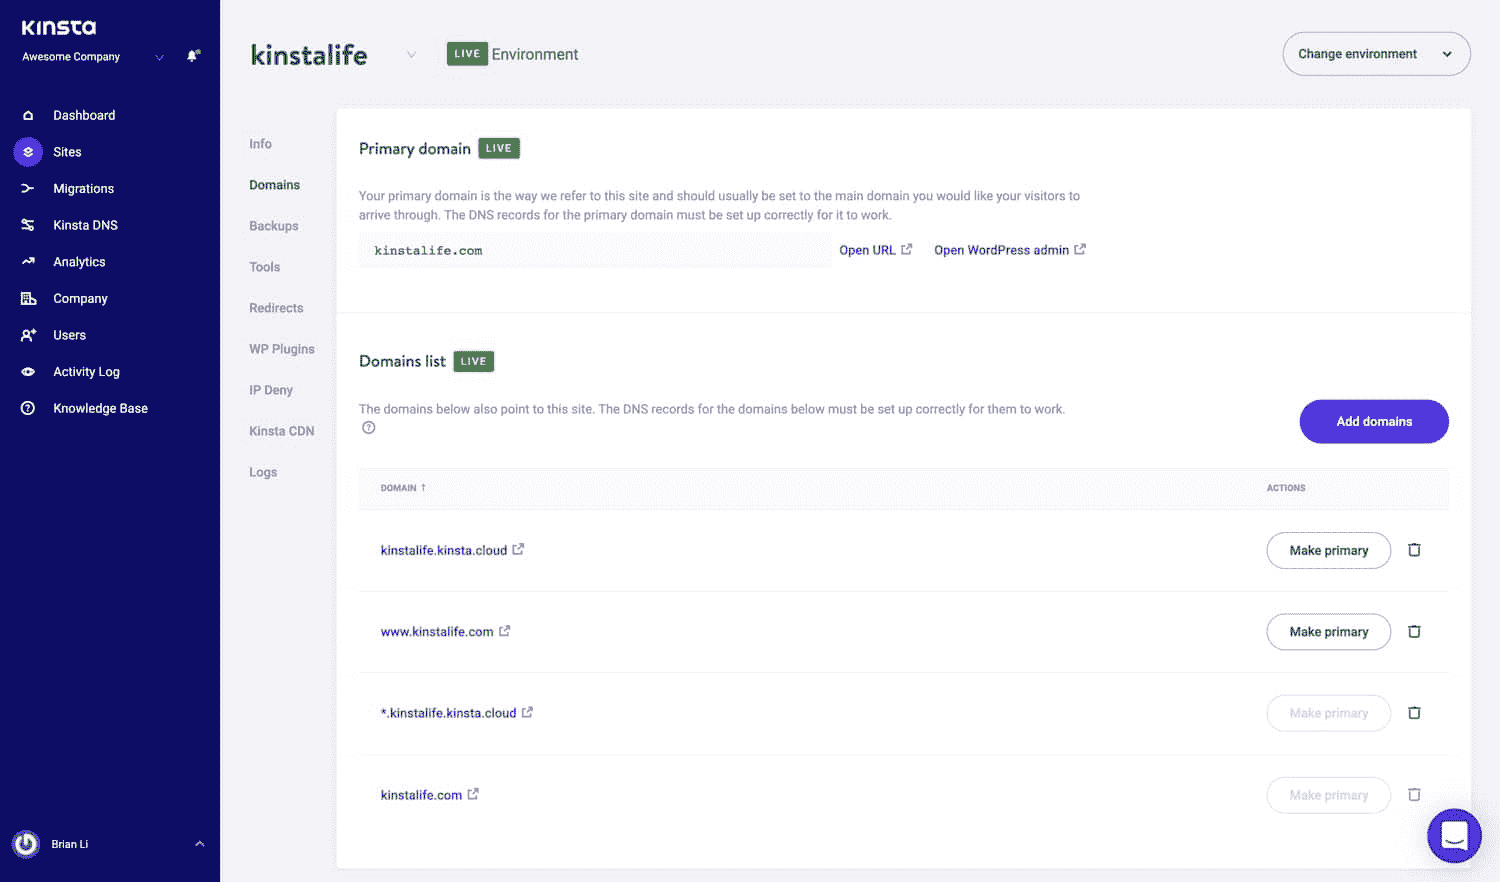 KINSTA
Awesome Company
Dashboard
Sites
Migrations
Kinsta DNS
Analytics
Company
Users
Activity Log
Knowledge Base
Brian Li
kinstalife
LIVE Environment
Change environment
Info
Domains
Backups
Tools
Redirects
WP Plugins
IP Deny
Kinsta CDN
Logs
Primary domain LIVE
Your primary domain is the way we refer to this site and should usually be set to the main domain you would like your visitors to
arrive through. The DNS records for the primary domain must be set up correctly for it to work.
kinstalife.com Open URL Open WordPress admin
Domains list LIVE
The domains below also point to this site. The DNS records for the domains below must be set up correctly for them to work.
?
Add domains
DOMAIN ↑ ACTIONS
kinstalife.kinsta.cloud Make primary
www.kinstalife.com Make primary
*.kinstalife.kinsta.cloud Make primary
kinstalife.com Make primary